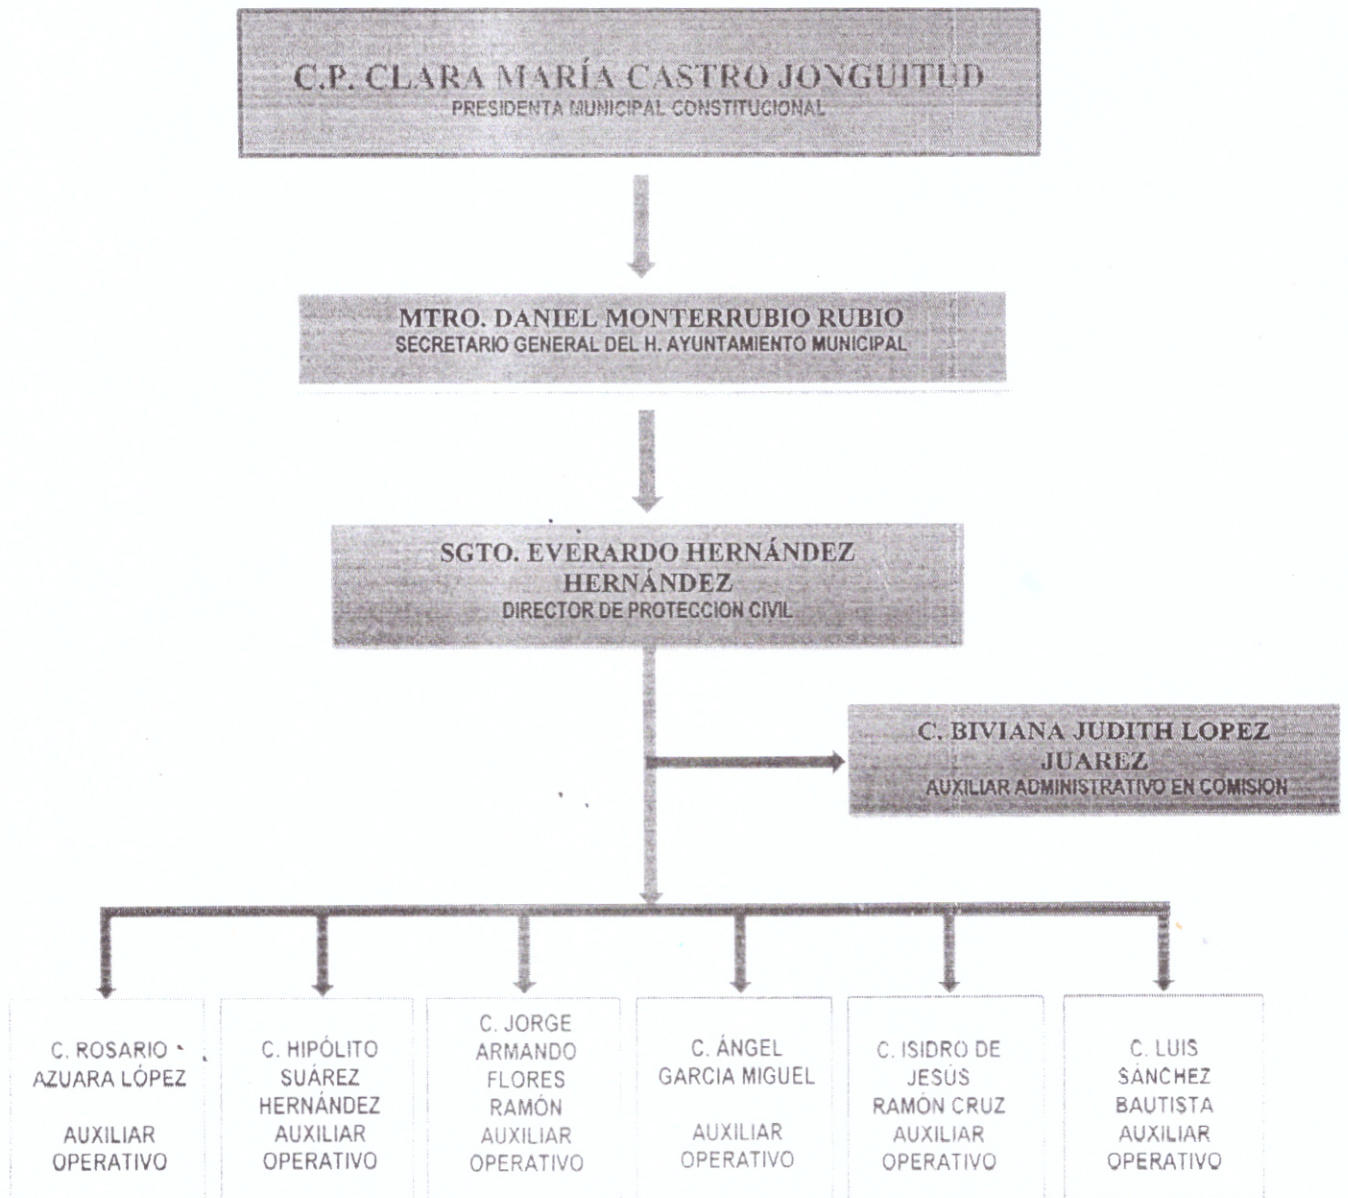 C.P. CLARA MARÍA CASTRO JONGUITUD
PRESIDENTA MUNICIPAL CONSTITUCIONAL
MTRO. DANIEL MONTERRUBIO RUBIO
SECRETARIO GENERAL DEL H. AYUNTAMIENTO MUNICIPAL
SGTO. EVERARDO HERNÁNDEZ
HERNÁNDEZ
DIRECTOR DE PROTECCION CIVIL
C. BIVIANA JUDITH LOPEZ
JUAREZ
AUXILIAR ADMINISTRATIVO EN COMISION
C. ROSARIO
AZUARA LÓPEZ
AUXILIAR
OPERATIVO
C. HIPÓLITO
SUÁREZ
HERNÁNDEZ
AUXILIAR
OPERATIVO
C. JORGE
ARMANDO
FLORES
RAMÓN
AUXILIAR
OPERATIVO
C. ÁNGEL
GARCIA MIGUEL
AUXILIAR
OPERATIVO
C. ISIDRO DE
JESÚS
RAMÓN CRUZ
AUXILIAR
OPERATIVO
C. LUIS
SÁNCHEZ
BAUTISTA
AUXILIAR
OPERATIVO